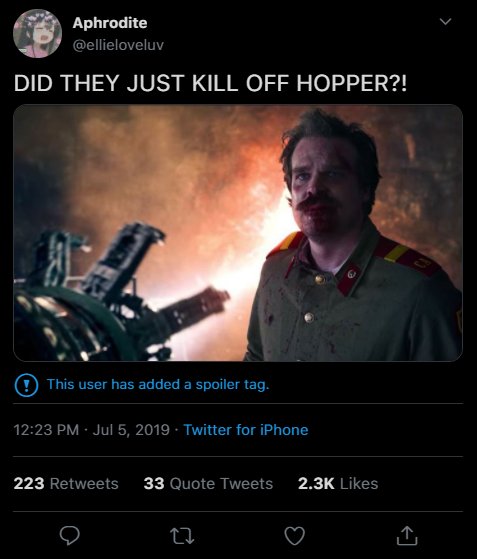 Aphrodite
@ellieloveluv
DID THEY JUST KILL OFF HOPPER?!
This user has added a spoiler tag.
12:23 PM · Jul 5, 2019 · Twitter for iPhone
223 Retweets 33 Quote Tweets 2.3K Likes